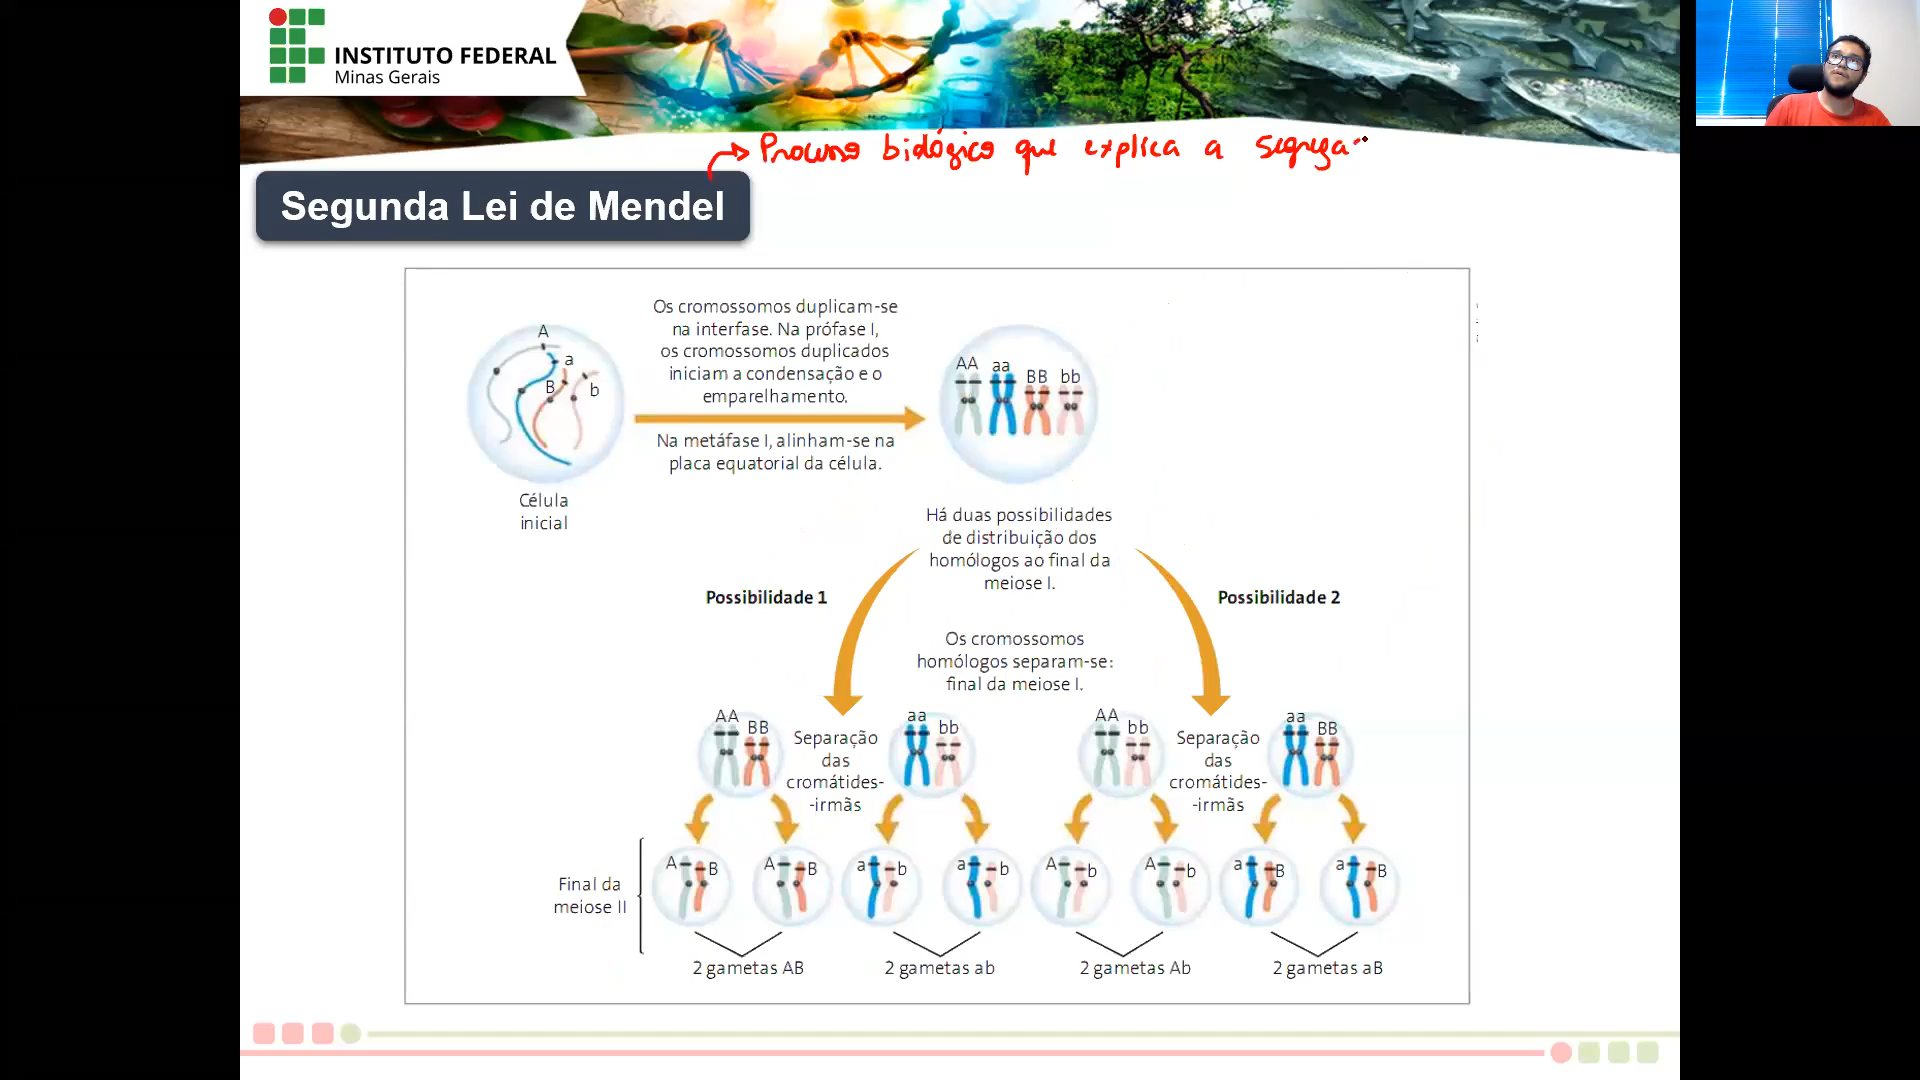 INSTITUTO FEDERAL
Minas Gerais
Processo biológico que explica a segrega
Segunda Lei de Mendel
A
a
B
b
Célula
inicial
Os cromossomos duplicam-se
na interfase. Na prófase I,
os cromossomos duplicados
iniciam a condensação e o
emparelhamento.
Na metáfase I, alinham-se na
placa equatorial da célula.
AA aa BB bb
Há duas possibilidades
de distribuição dos
homólogos ao final da
meiose I.
Possibilidade 1
Possibilidade 2
Os cromossomos
homólogos separam-se:
final da meiose I.
AA BB
Separação
das
cromátides-
-irmãs
aa bb
AA bb
Separação
das
cromátides-
-irmãs
aa BB
Final da
meiose II
A B
A B
a b
a b
A b
A b
a B
a B
2 gametas AB
2 gametas ab
2 gametas Ab
2 gametas aB